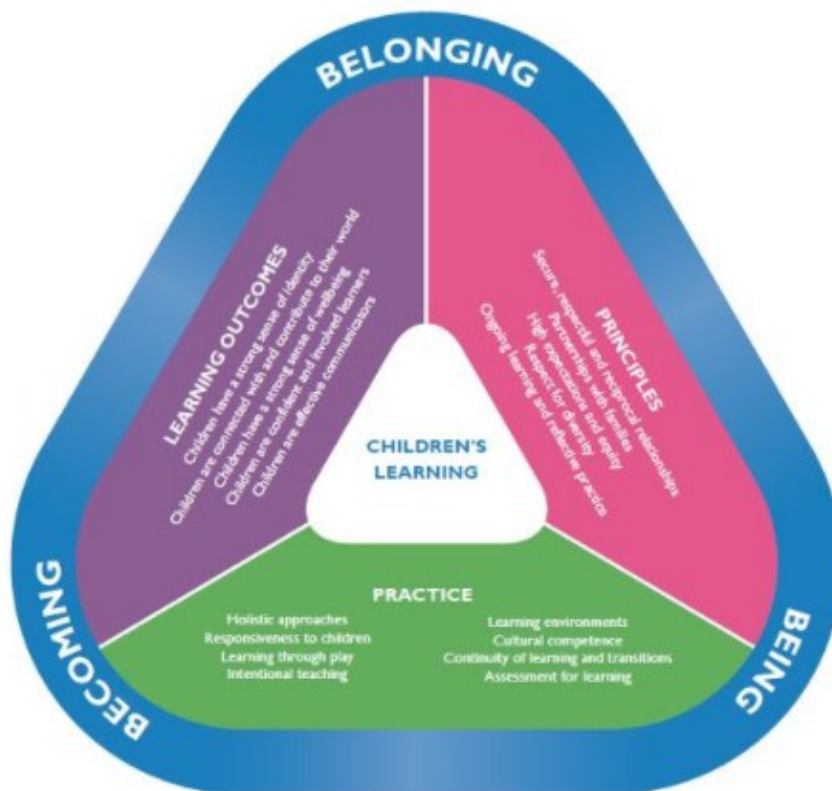 BELONGING
LEARNING OUTCOMES
Children have a strong sense of identity
Children are connected with and contribute to their world
Children have a strong sense of wellbeing
Children are confident and involved learners
Children are effective communicators
PRINCIPLES
Secure, respectful and reciprocal relationships
Partnerships with families
High expectations and equity
Respect for diversity
Ongoing learning and reflective practice
CHILDREN'S
LEARNING
PRACTICE
Holistic approaches
Responsiveness to children
Learning through play
Intentional teaching
Learning environments
Cultural competence
Continuity of learning and transitions
Assessment for learning
BECOMING
BEING